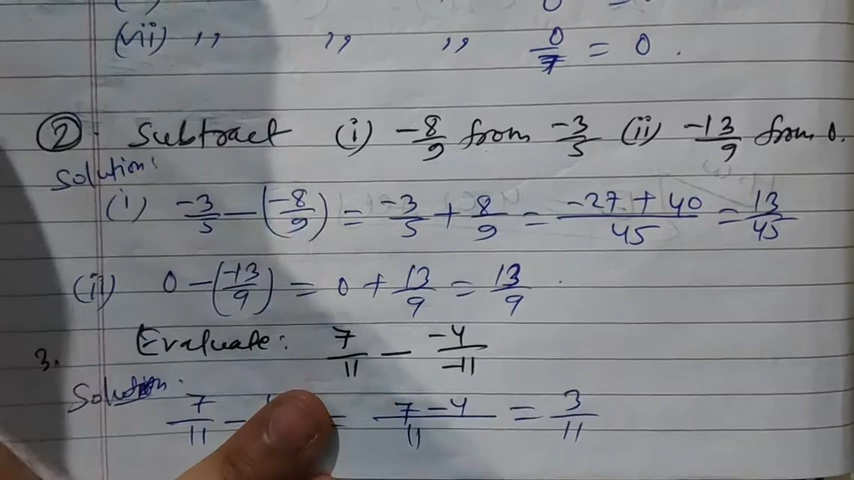 0
(vii) ,, ,, ,, 0/7 = 0 .
② Subtract (i) -8/9 from -3/5 (ii) -13/9 from 0.
Solution:
(i) -3/5 - (-8/9) = -3/5 + 8/9 = -27 + 40/45 = 13/45
(ii) 0 - (-13/9) = 0 + 13/9 = 13/9
3. Evaluate: 7/11 - -4/-11
Solution.
7/11 - = 7-4/11 = 3/11